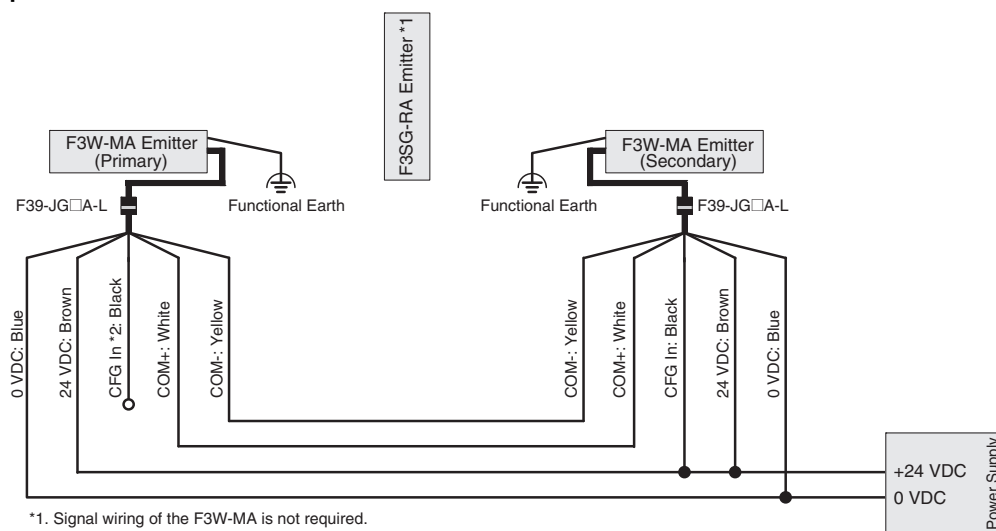 F3SG-RA Emitter *1
F3W-MA Emitter
(Primary)
F3W-MA Emitter
(Secondary)
F39-JG□A-L
Functional Earth
Functional Earth
F39-JG□A-L
0 VDC: Blue
24 VDC: Brown
CFG In *2: Black
COM+: White
COM-: Yellow
COM-: Yellow
COM+: White
CFG In: Black
24 VDC: Brown
0 VDC: Blue
+24 VDC
0 VDC
Power Supply
*1. Signal wiring of the F3W-MA is not required.